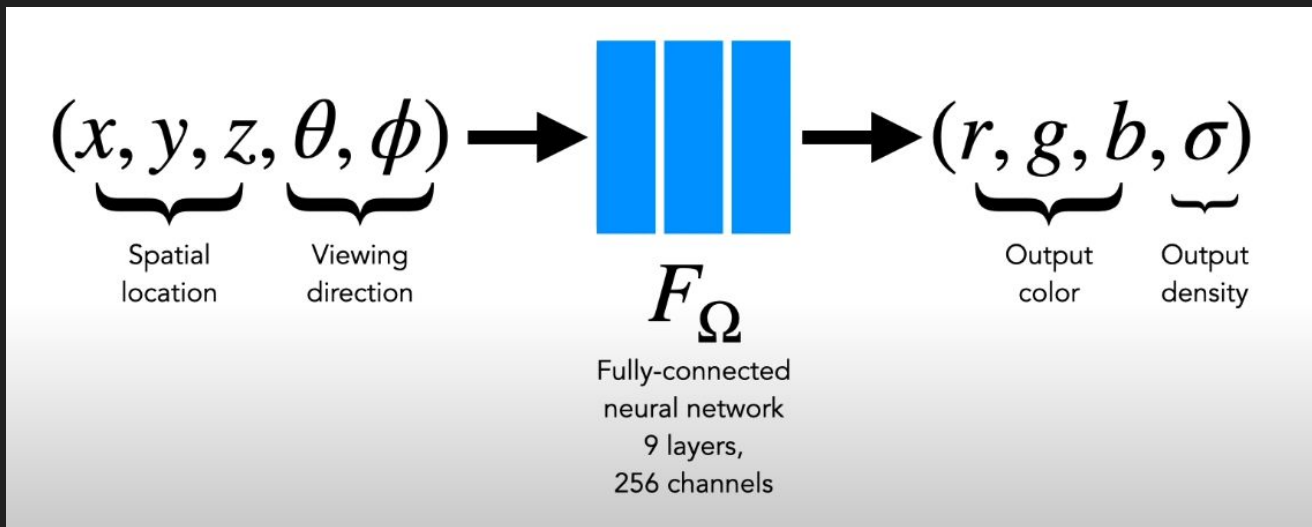 (x, y, z, θ, ϕ)
(r, g, b, σ)
Spatial
location
Viewing
direction
Output
color
Output
density
F_Ω
Fully-connected
neural network
9 layers,
256 channels